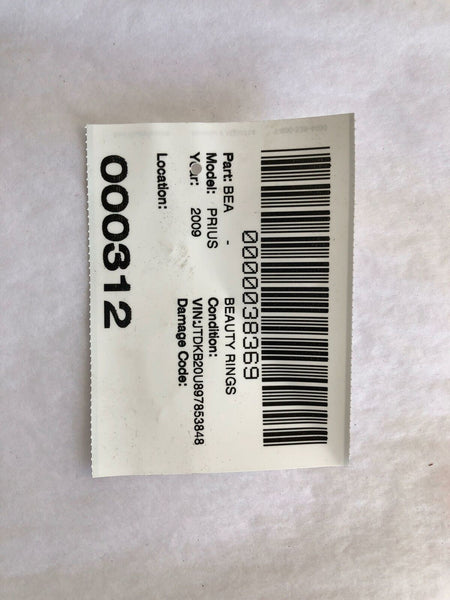 0000038369
Part: BEA - BEAUTY RINGS
Model: PRIUS Condition:
Year: 2009 VIN:JTDKB20U897853848
Damage Code:
Location:
000312